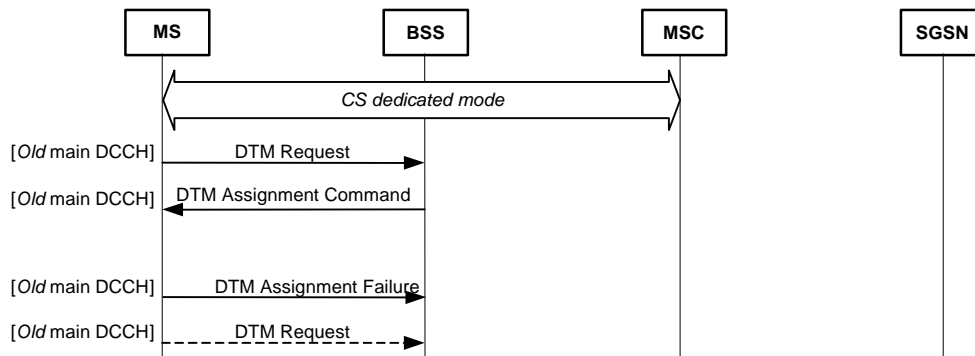 MS BSS MSC SGSN
CS dedicated mode
[Old main DCCH] DTM Request
[Old main DCCH] DTM Assignment Command
[Old main DCCH] DTM Assignment Failure
[Old main DCCH] DTM Request